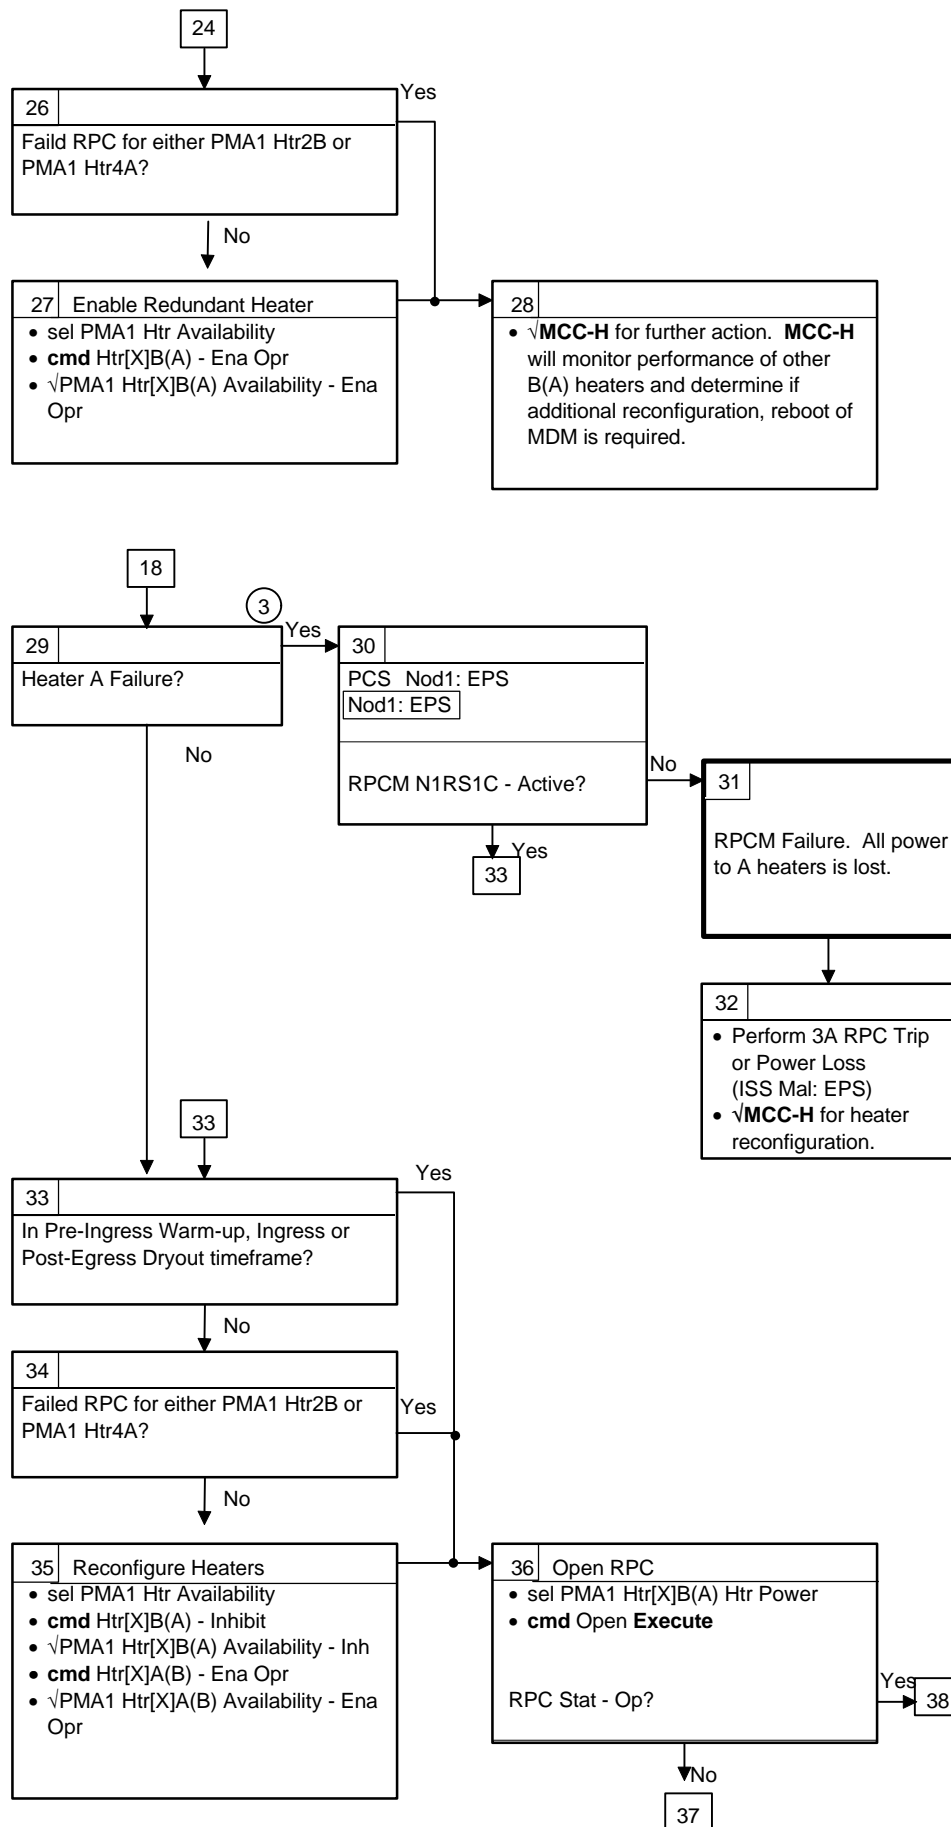 24
Yes
26
Faild RPC for either PMA1 Htr2B or
PMA1 Htr4A?
No
27 Enable Redundant Heater
• sel PMA1 Htr Availability
• cmd Htr[X]B(A) - Ena Opr
• √PMA1 Htr[X]B(A) Availability - Ena
Opr
28
• √MCC-H for further action. MCC-H
will monitor performance of other
B(A) heaters and determine if
additional reconfiguration, reboot of
MDM is required.
18
3
Yes
29
Heater A Failure?
No
30
PCS Nod1: EPS
Nod1: EPS
RPCM N1RS1C - Active?
No
Yes
33
31
RPCM Failure. All power
to A heaters is lost.
32
• Perform 3A RPC Trip
or Power Loss
(ISS Mal: EPS)
• √MCC-H for heater
reconfiguration.
33
Yes
33
In Pre-Ingress Warm-up, Ingress or
Post-Egress Dryout timeframe?
No
34
Failed RPC for either PMA1 Htr2B or
PMA1 Htr4A?
Yes
No
35 Reconfigure Heaters
• sel PMA1 Htr Availability
• cmd Htr[X]B(A) - Inhibit
• √PMA1 Htr[X]B(A) Availability - Inh
• cmd Htr[X]A(B) - Ena Opr
• √PMA1 Htr[X]A(B) Availability - Ena
Opr
36 Open RPC
• sel PMA1 Htr[X]B(A) Htr Power
• cmd Open Execute
RPC Stat - Op?
Yes
38
No
37